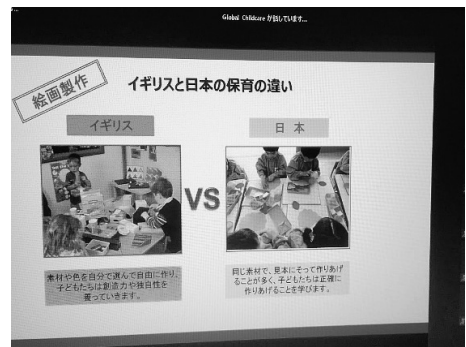 Global Childcare が話しています...
絵画製作
イギリスと日本の保育の違い
イギリス
日 本
VS
素材や色を自分で選んで自由に作り、
子どもたちは創造力や独自性を
養っていきます。
同じ素材で、見本にそって作りあげ
ることが多く、子どもたちは正確に
作りあげることを学びます。